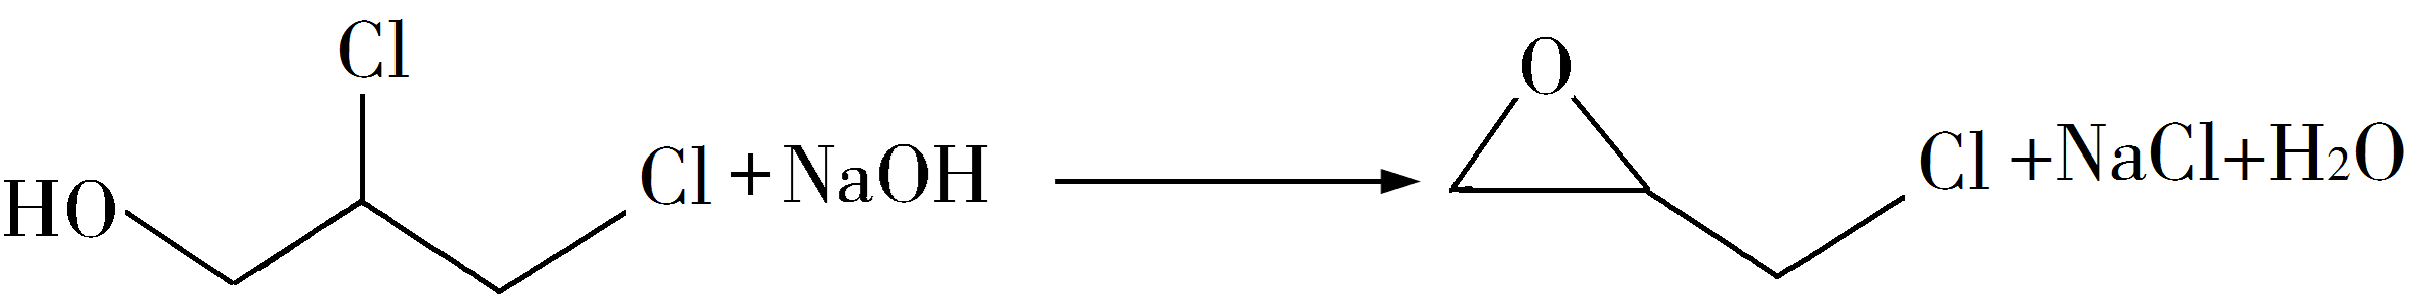 Cl
HO
Cl +NaOH
O
Cl +NaCl+H₂O